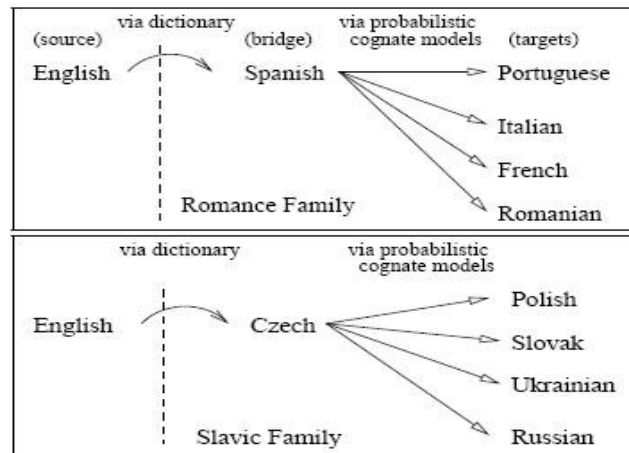 via dictionary via probabilistic
(source) (bridge) cognate models (targets)
English Spanish Portuguese
Italian
French
Romance Family Romanian
via dictionary via probabilistic
cognate models
Polish
English Czech Slovak
Ukrainian
Slavic Family Russian